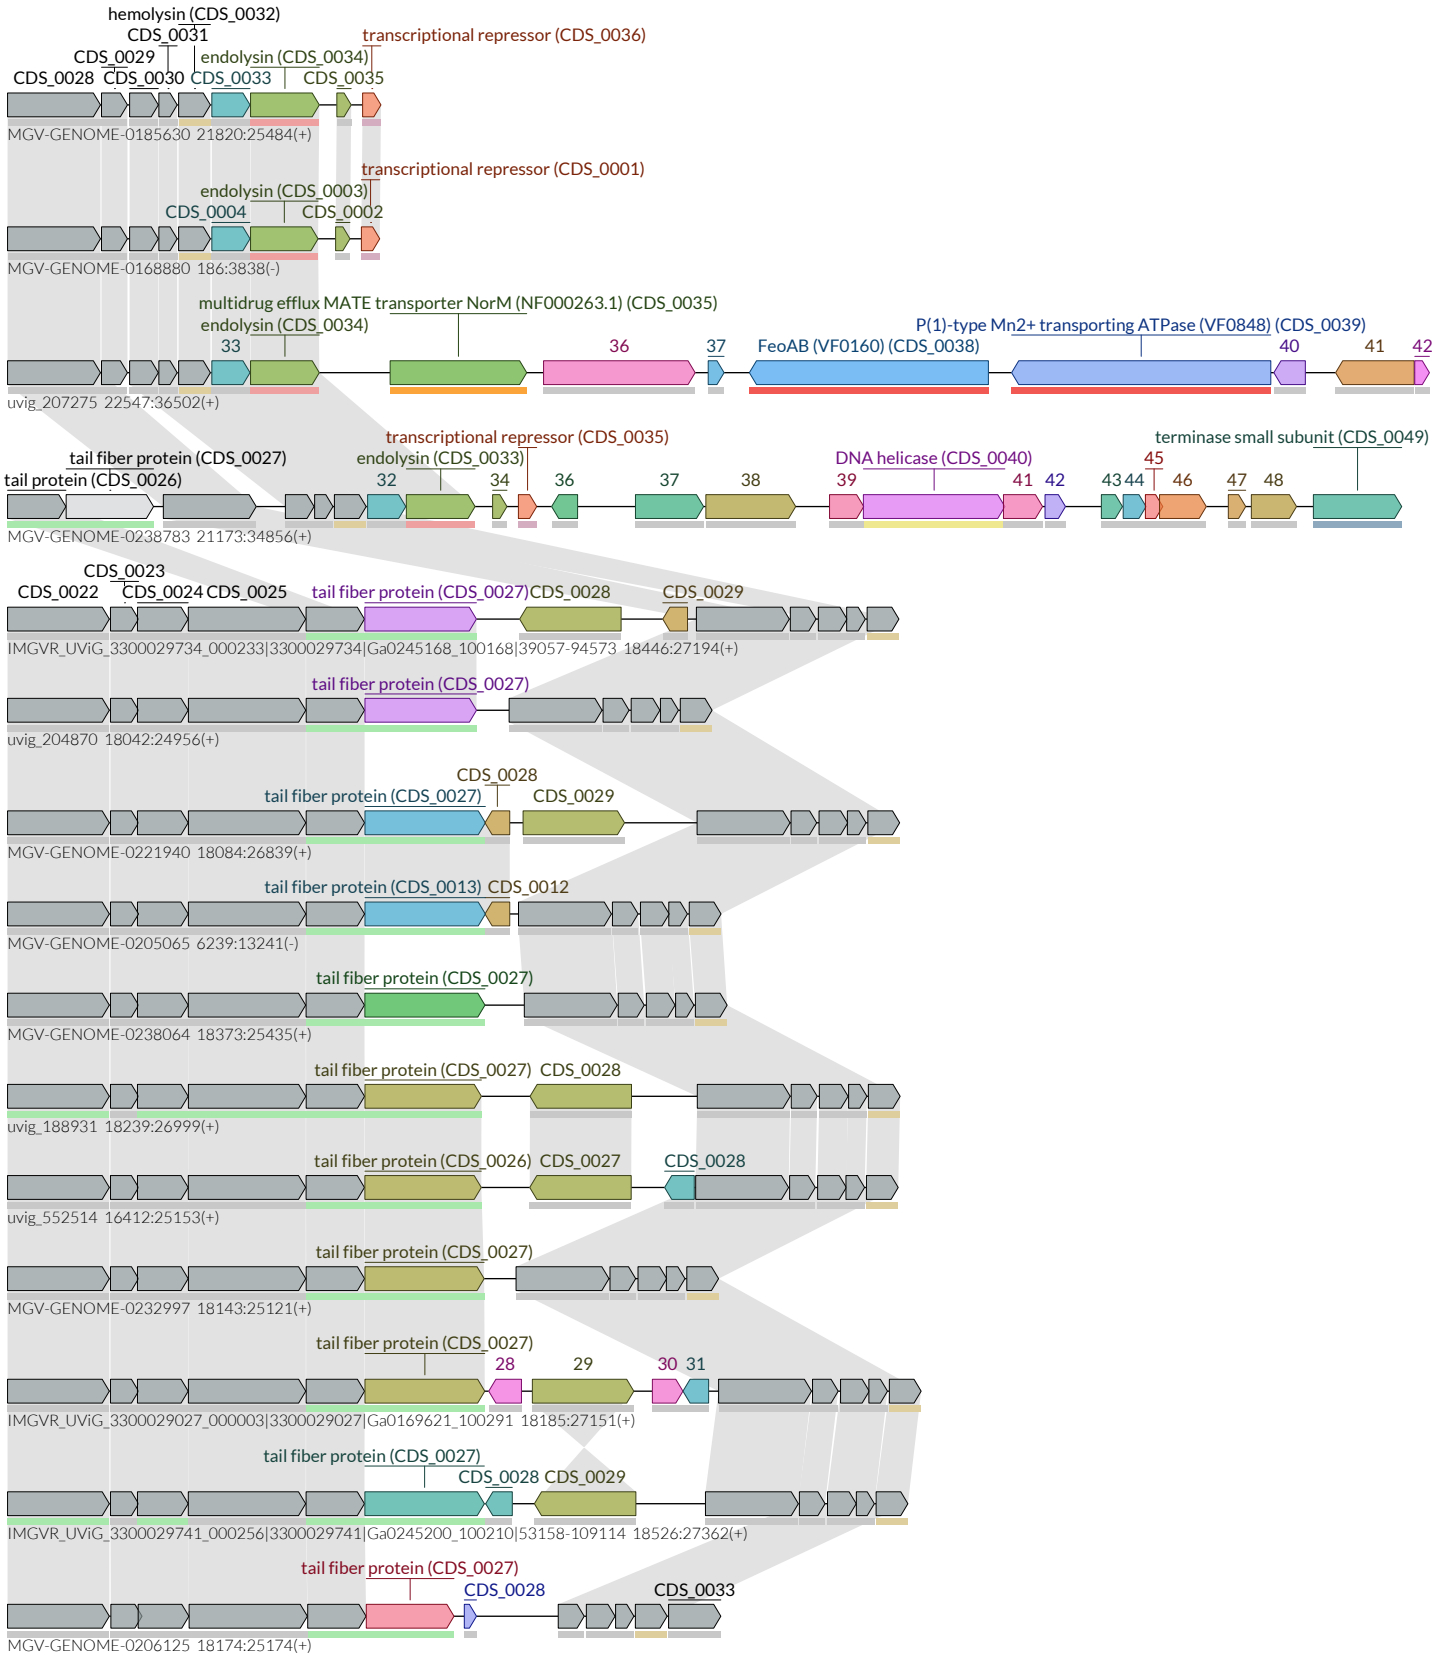 hemolysin (CDS_0032)
CDS_0031 transcriptional repressor (CDS_0036)
CDS_0029 endolysin (CDS_0034)
CDS_0028 CDS_0030 CDS_0033 CDS_0035
MGV-GENOME-0185630 21820:25484(+)
transcriptional repressor (CDS_0001)
endolysin (CDS_0003)
CDS_0004 CDS_0002
MGV-GENOME-0168880 186:3838(-)
multidrug efflux MATE transporter NorM (NF000263.1) (CDS_0035)
endolysin (CDS_0034) P(1)-type Mn2+ transporting ATPase (VF0848) (CDS_0039)
33 36 37 FeoAB (VF0160) (CDS_0038) 40 41 42
uvig_207275 22547:36502(+)
transcriptional repressor (CDS_0035) terminase small subunit (CDS_0049)
tail fiber protein (CDS_0027) endolysin (CDS_0033) DNA helicase (CDS_0040) 45
tail protein (CDS_0026) 32 34 36 37 38 39 41 42 43 44 46 47 48
MGV-GENOME-0238783 21173:34856(+)
CDS_0023
CDS_0022 CDS_0024 CDS_0025 tail fiber protein (CDS_0027) CDS_0028 CDS_0029
IMGVR_UViG_3300029734_000233|3300029734|Ga0245168_100168|39057-94573 18446:27194(+)
tail fiber protein (CDS_0027)
uvig_204870 18042:24956(+)
CDS_0028
tail fiber protein (CDS_0027) CDS_0029
MGV-GENOME-0221940 18084:26839(+)
tail fiber protein (CDS_0013) CDS_0012
MGV-GENOME-0205065 6239:13241(-)
tail fiber protein (CDS_0027)
MGV-GENOME-0238064 18373:25435(+)
tail fiber protein (CDS_0027) CDS_0028
uvig_188931 18239:26999(+)
tail fiber protein (CDS_0026) CDS_0027 CDS_0028
uvig_552514 16412:25153(+)
tail fiber protein (CDS_0027)
MGV-GENOME-0232997 18143:25121(+)
tail fiber protein (CDS_0027)
28 29 30 31
IMGVR_UViG_3300029027_000003|3300029027|Ga0169621_100291 18185:27151(+)
tail fiber protein (CDS_0027)
CDS_0028 CDS_0029
IMGVR_UViG_3300029741_000256|3300029741|Ga0245200_100210|53158-109114 18526:27362(+)
tail fiber protein (CDS_0027)
CDS_0028 CDS_0033
MGV-GENOME-0206125 18174:25174(+)